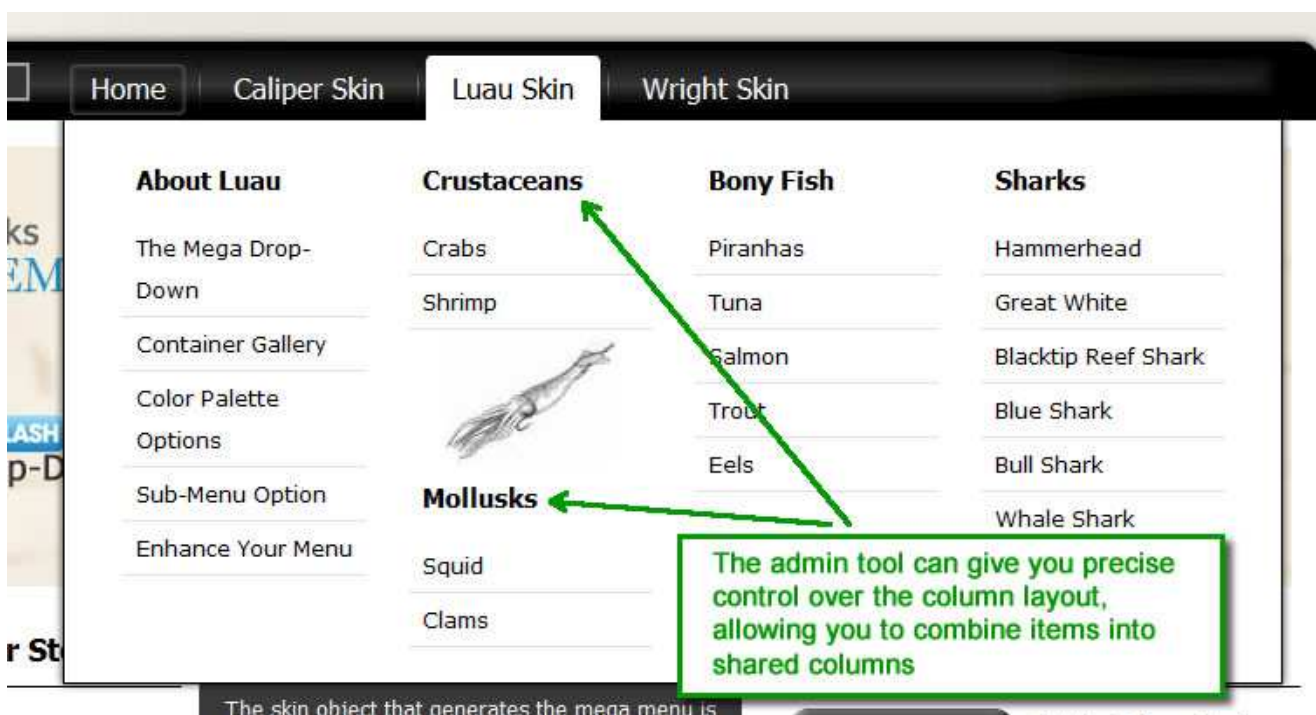 Home
Caliper Skin
Luau Skin
Wright Skin
About Luau
The Mega Drop-
Down
Container Gallery
Color Palette
Options
Sub-Menu Option
Enhance Your Menu
Crustaceans
Crabs
Shrimp
Mollusks
Squid
Clams
Bony Fish
Piranhas
Tuna
Salmon
Trout
Eels
Sharks
Hammerhead
Great White
Blacktip Reef Shark
Blue Shark
Bull Shark
Whale Shark
The admin tool can give you precise
control over the column layout,
allowing you to combine items into
shared columns
ks
EM
LASH
p-D
r St
The skin object that generates the mega menu is